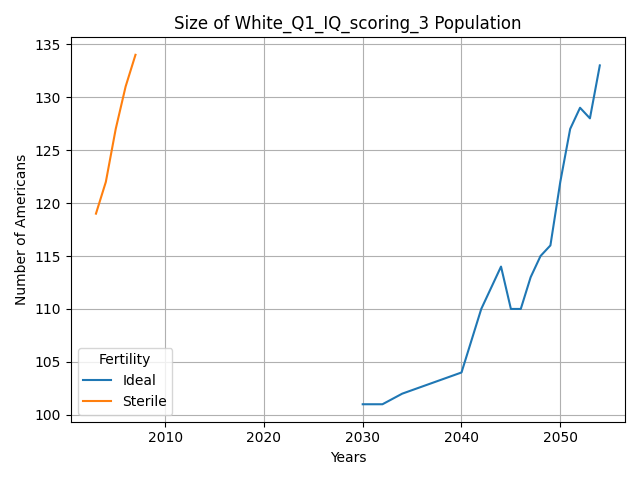 Size of White_Q1_IQ_scoring_3 Population
Number of Americans
135
130
125
120
115
110
105
100
Fertility
Ideal
Sterile
2010 2020 2030 2040 2050
Years